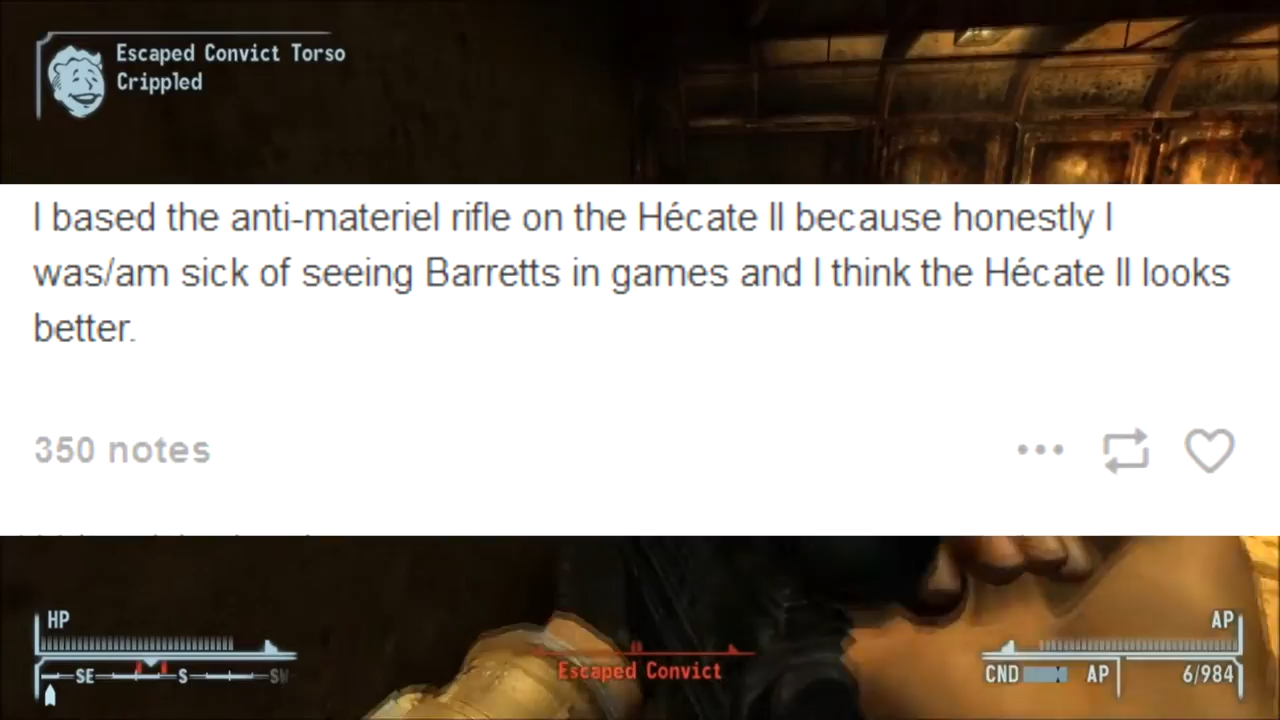 Escaped Convict Torso
Crippled
I based the anti-materiel rifle on the Hécate II because honestly I
was/am sick of seeing Barretts in games and I think the Hécate II looks
better.
350 notes
HP
AP
SE
S
SW
Escaped Convict
CND
AP
6/984